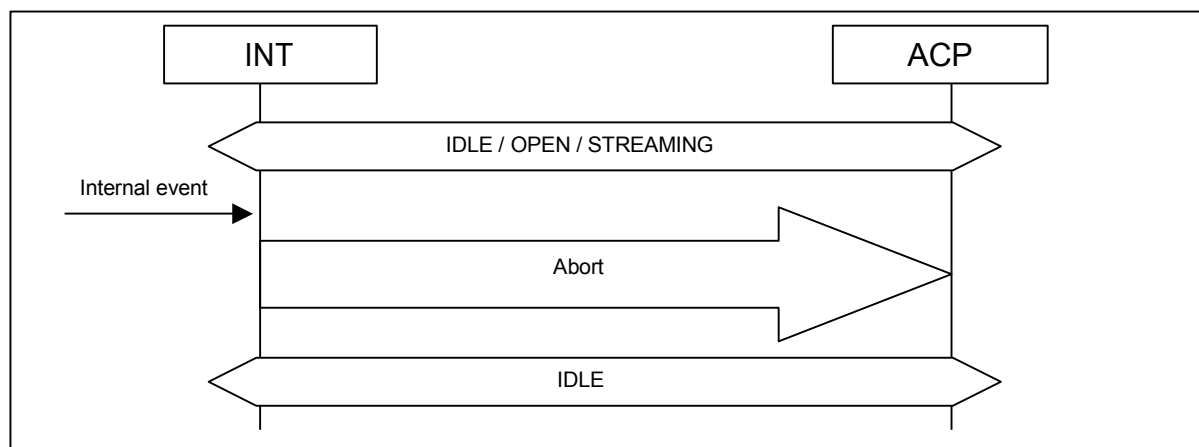 INT
ACP
IDLE / OPEN / STREAMING
Internal event
Abort
IDLE